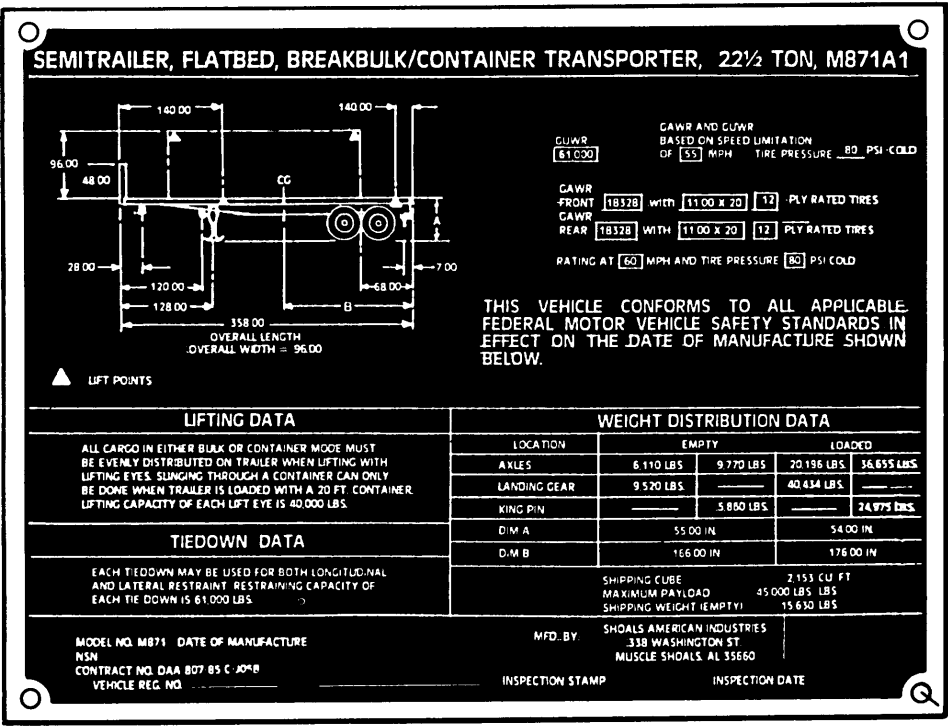 SEMITRAILER, FLATBED, BREAKBULK/CONTAINER TRANSPORTER, 22½ TON, M871A1
140.00
140.00
96.00
48.00
CG
A
28.00
7.00
120.00
68.00
128.00
B
358.00
OVERALL LENGTH
OVERALL WIDTH = 96.00
LIFT POINTS
GAWR AND GVWR
GVWR BASED ON SPEED LIMITATION
61 000 OF 55 MPH TIRE PRESSURE 80 PSI-COLD
GAWR
FRONT 18328 WITH 11 00 X 20 12 -PLY RATED TIRES
GAWR
REAR 18328 WITH 11 00 X 20 12 PLY RATED TIRES
RATING AT 60 MPH AND TIRE PRESSURE 80 PSI COLD
THIS VEHICLE CONFORMS TO ALL APPLICABLE
FEDERAL MOTOR VEHICLE SAFETY STANDARDS IN
EFFECT ON THE DATE OF MANUFACTURE SHOWN
BELOW.
LIFTING DATA
ALL CARGO IN EITHER BULK OR CONTAINER MODE MUST
BE EVENLY DISTRIBUTED ON TRAILER WHEN LIFTING WITH
LIFTING EYES. SLINGING THROUGH A CONTAINER CAN ONLY
BE DONE WHEN TRAILER IS LOADED WITH A 20 FT. CONTAINER.
LIFTING CAPACITY OF EACH LIFT EYE IS 40,000 LBS.
TIEDOWN DATA
EACH TIEDOWN MAY BE USED FOR BOTH LONGITUDINAL
AND LATERAL RESTRAINT RESTRAINING CAPACITY OF
EACH TIE DOWN IS 61,000 LBS.
WEIGHT DISTRIBUTION DATA
LOCATION EMPTY LOADED
AXLES 6,110 LBS 9,770 LBS 20,196 LBS. 36,655 LBS.
LANDING GEAR 9,520 LBS. 40,434 LBS.
KING PIN 5,860 LBS. 24,975 LBS.
DIM A 55.00 IN 54.00 IN.
DIM B 166.00 IN 176.00 IN
SHIPPING CUBE 2,153 CU FT
MAXIMUM PAYLOAD 45 000 LBS LBS
SHIPPING WEIGHT (EMPTY) 15 630 LBS
MODEL NO. M871 DATE OF MANUFACTURE
NSN
CONTRACT NO. DAA 807 85 C
VEHICLE REG. NO.
MFD. BY. SHOALS AMERICAN INDUSTRIES
338 WASHINGTON ST.
MUSCLE SHOALS, AL 35660
INSPECTION STAMP INSPECTION DATE